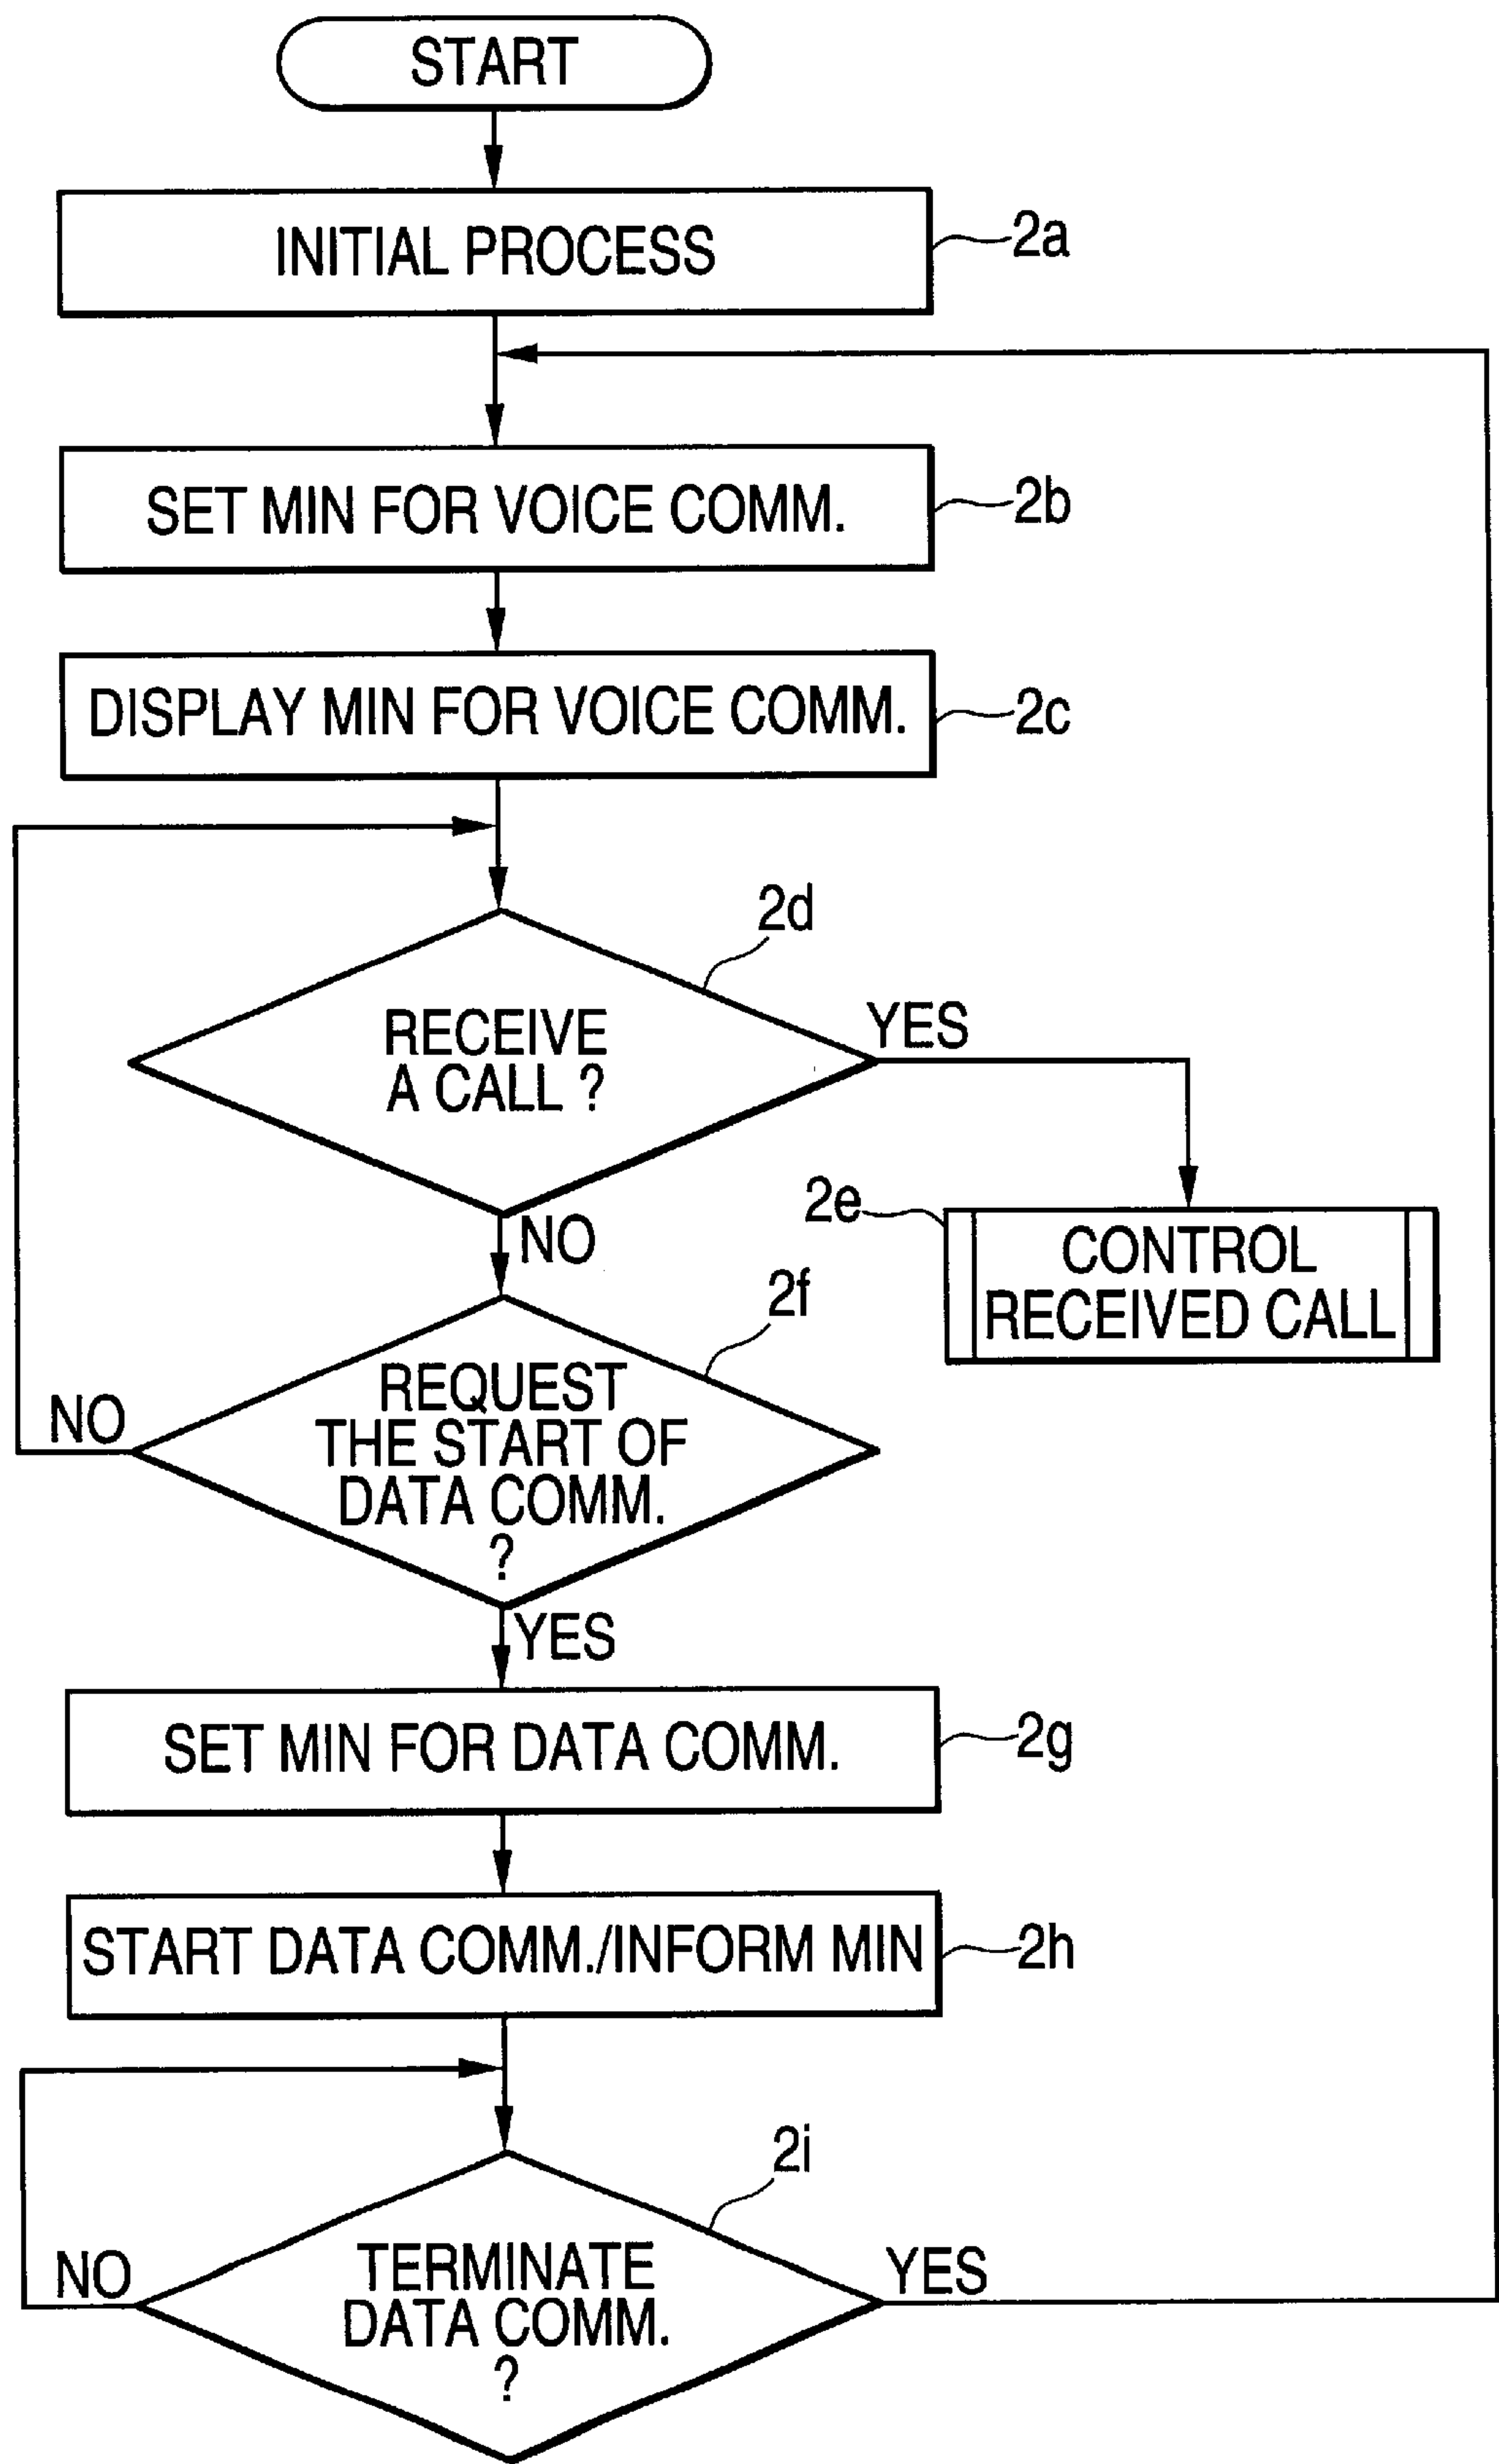 START
INITIAL PROCESS
2a
SET MIN FOR VOICE COMM.
2b
DISPLAY MIN FOR VOICE COMM.
2c
2d
RECEIVE
A CALL ?
YES
NO
2e
CONTROL
RECEIVED CALL
2f
REQUEST
THE START OF
DATA COMM.
?
NO
YES
SET MIN FOR DATA COMM.
2g
START DATA COMM./INFORM MIN
2h
2i
TERMINATE
DATA COMM.
?
NO
YES